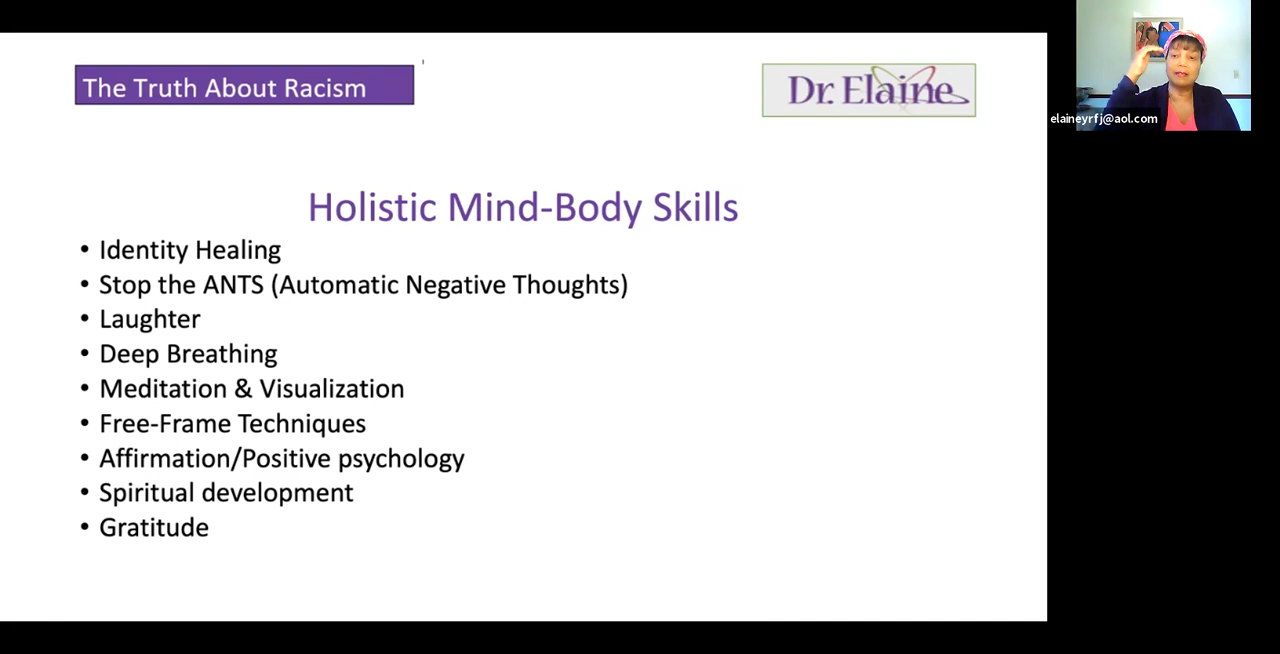 The Truth About Racism
Dr. Elaine
elaineyrfj@aol.com
Holistic Mind-Body Skills
• Identity Healing
• Stop the ANTS (Automatic Negative Thoughts)
• Laughter
• Deep Breathing
• Meditation & Visualization
• Free-Frame Techniques
• Affirmation/Positive psychology
• Spiritual development
• Gratitude